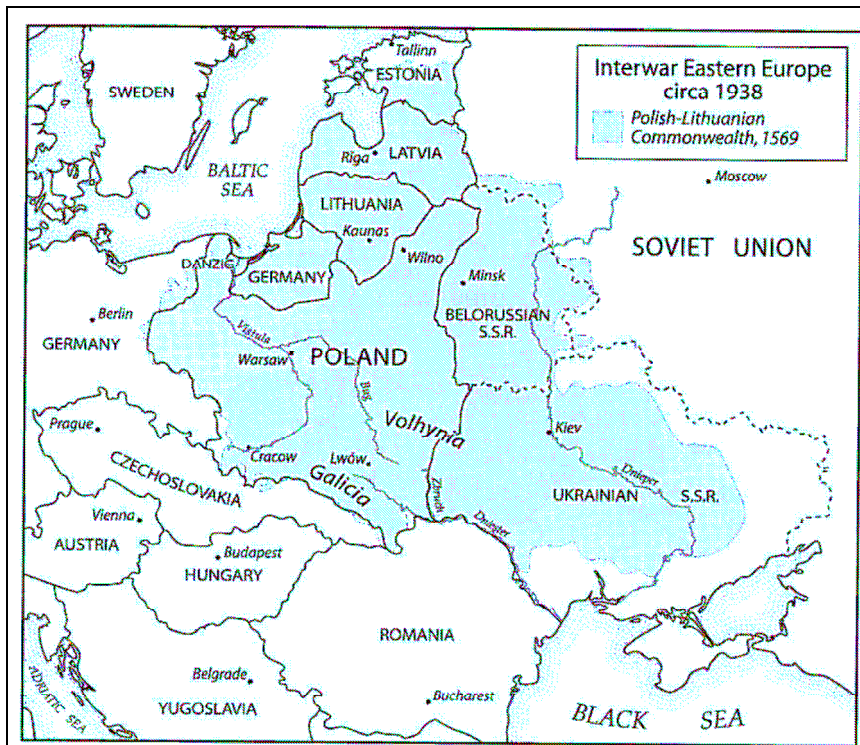 Interwar Eastern Europe
circa 1938
Polish-Lithuanian
Commonwealth, 1569
Tallinn
ESTONIA
SWEDEN
Riga
LATVIA
Moscow
BALTIC
SEA
LITHUANIA
Kaunas
Wilno
SOVIET UNION
DANZIG
GERMANY
Minsk
BELORUSSIAN
S.S.R.
Berlin
GERMANY
Vistula
Warsaw
POLAND
Bug
Prague
Volhynia
Kiev
Cracow
Lwów
Galicia
CZECHOSLOVAKIA
Zbruch
Dnieper
UKRAINIAN
S.S.R.
Vienna
AUSTRIA
Budapest
HUNGARY
Dniester
ROMANIA
Belgrade
YUGOSLAVIA
ADRIATIC SEA
Bucharest
BLACK SEA